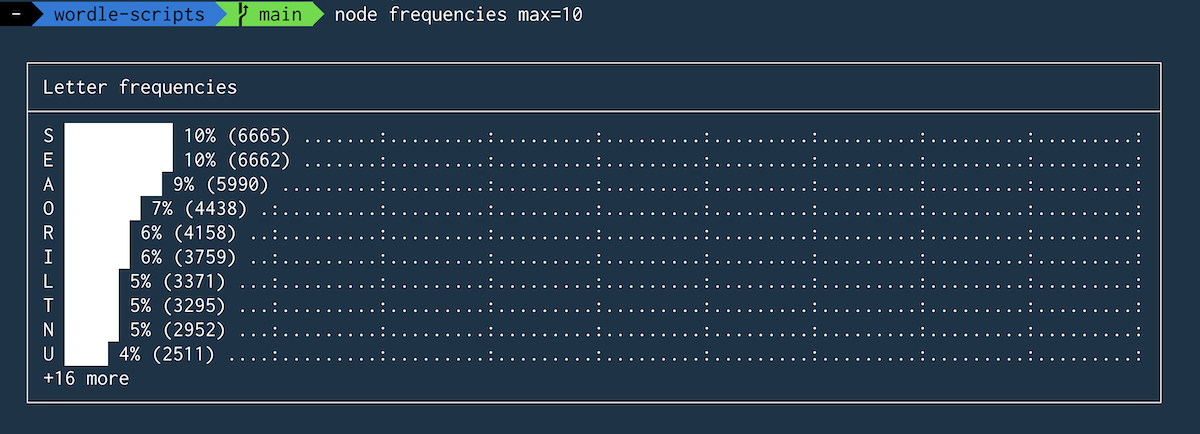 ~ wordle-scripts main node frequencies max=10
Letter frequencies
S 10% (6665) .......:.........:.........:.........:.........:.........:.........:.........:
E 10% (6662) .......:.........:.........:.........:.........:.........:.........:.........:
A 9% (5990) .........:.........:.........:.........:.........:.........:.........:.........:
O 7% (4438) .:.........:.........:.........:.........:.........:.........:.........:.........:
R 6% (4158) ..:.........:.........:.........:.........:.........:.........:.........:.........:
I 6% (3759) ..:.........:.........:.........:.........:.........:.........:.........:.........:
L 5% (3371) ...:.........:.........:.........:.........:.........:.........:.........:.........:
T 5% (3295) ...:.........:.........:.........:.........:.........:.........:.........:.........:
N 5% (2952) ...:.........:.........:.........:.........:.........:.........:.........:.........:
U 4% (2511) ....:.........:.........:.........:.........:.........:.........:.........:.........:
+16 more